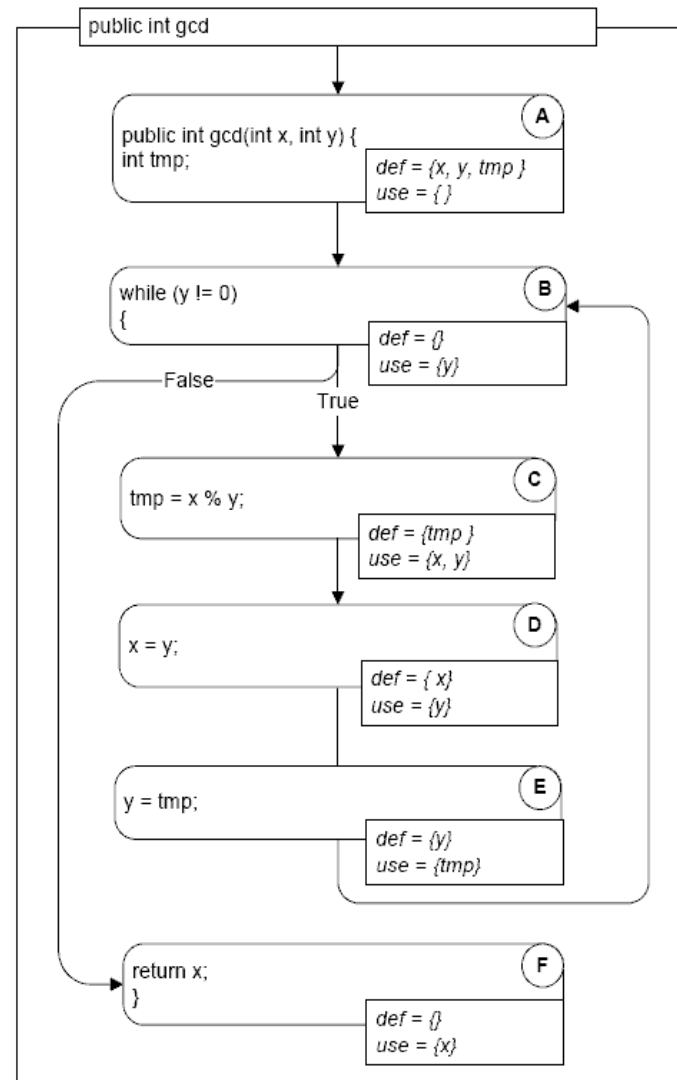 public int gcd
A
public int gcd(int x, int y) {
int tmp;
def = {x, y, tmp }
use = { }
B
while (y != 0)
{
def = {}
use = {y}
False
True
C
tmp = x % y;
def = {tmp }
use = {x, y}
D
x = y;
def = { x}
use = {y}
E
y = tmp;
def = {y}
use = {tmp}
F
return x;
}
def = {}
use = {x}